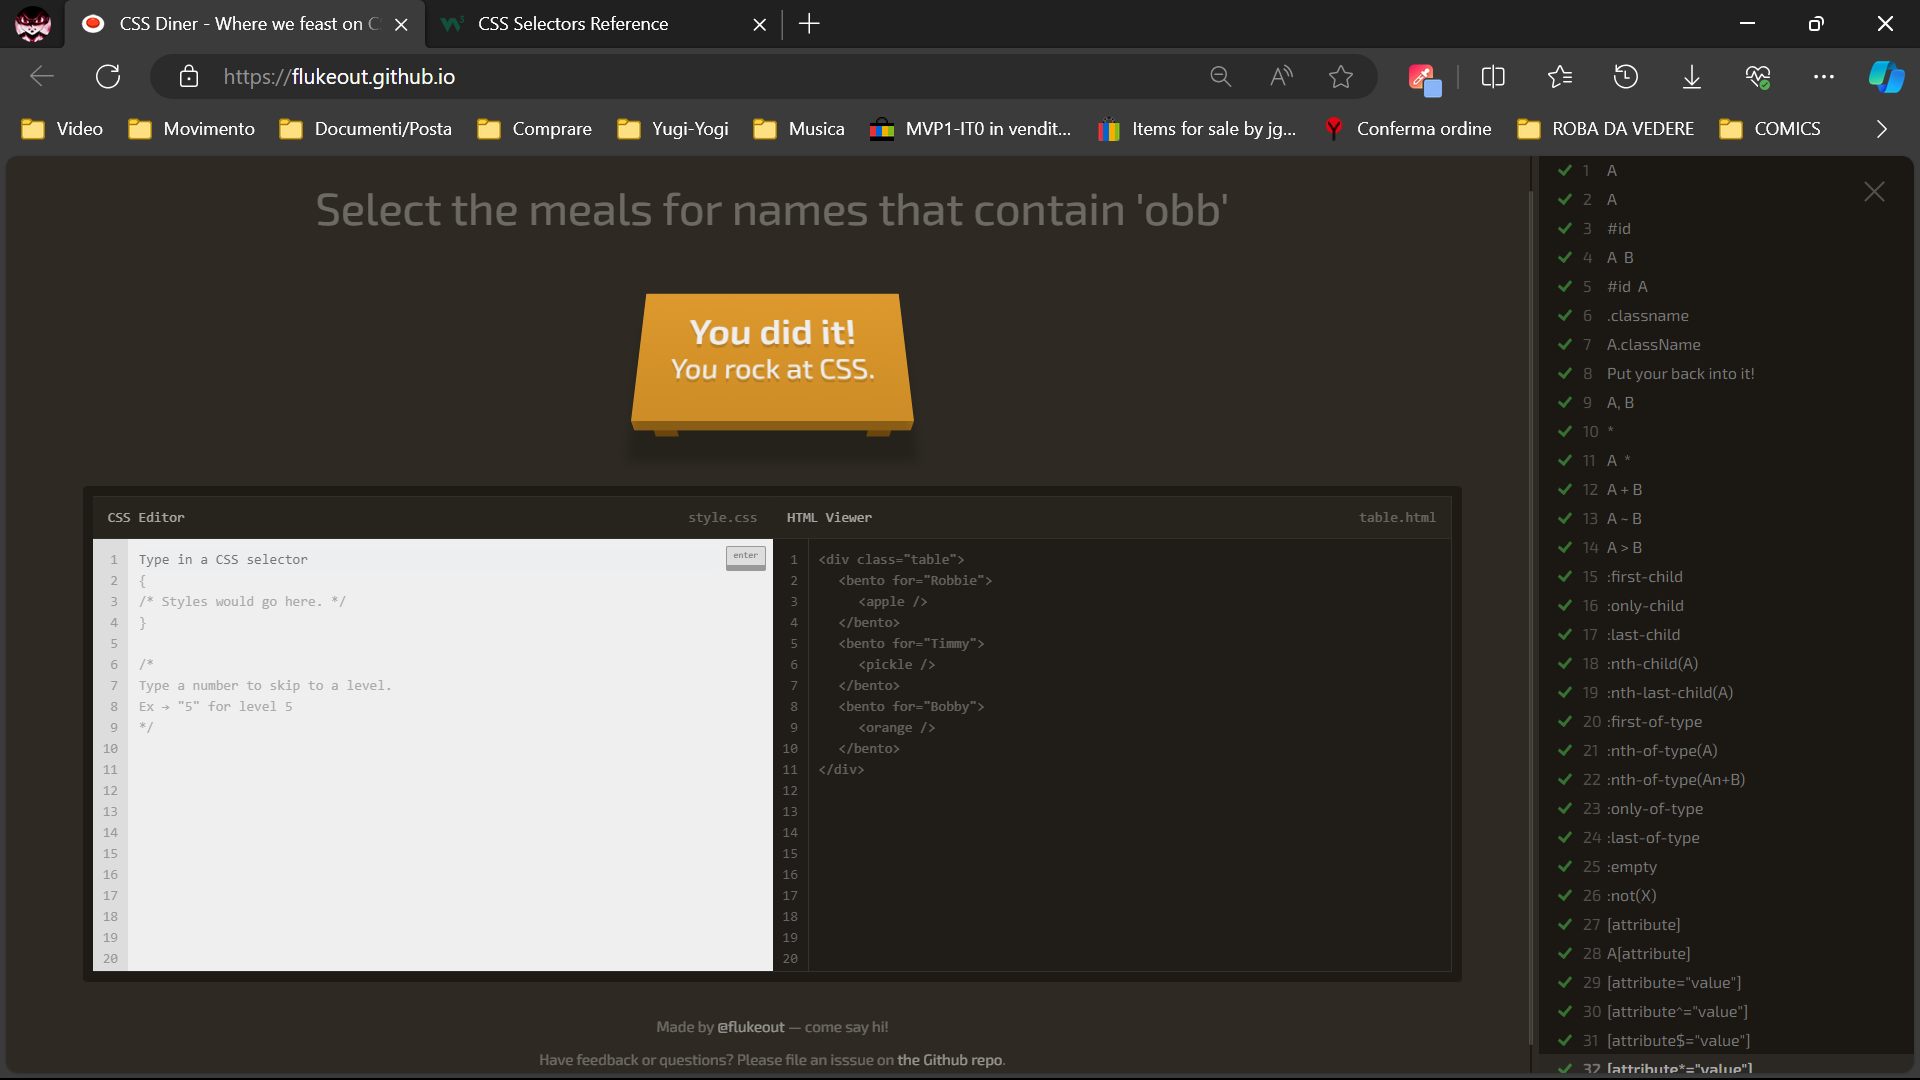 CSS Diner - Where we feast on C
CSS Selectors Reference
https://flukeout.github.io
Video
Movimento
Documenti/Posta
Comprare
Yugi-Yogi
Musica
MVP1-IT0 in vendit...
Items for sale by jg...
Conferma ordine
ROBA DA VEDERE
COMICS
Select the meals for names that contain 'obb'
You did it!
You rock at CSS.
CSS Editor
style.css
HTML Viewer
table.html
1 Type in a CSS selector
enter
2 {
3 /* Styles would go here. */
4 }
5
6 /*
7 Type a number to skip to a level.
8 Ex → "5" for level 5
9 */
10
11
12
13
14
15
16
17
18
19
20
1 <div class="table">
2 <bento for="Robbie">
3 <apple />
4 </bento>
5 <bento for="Timmy">
6 <pickle />
7 </bento>
8 <bento for="Bobby">
9 <orange />
10 </bento>
11 </div>
12
13
14
15
16
17
18
19
20
Made by @flukeout — come say hi!
Have feedback or questions? Please file an isssue on the Github repo.
1 A
2 A
3 #id
4 A B
5 #id A
6 .classname
7 A.className
8 Put your back into it!
9 A, B
10 *
11 A *
12 A + B
13 A ~ B
14 A > B
15 :first-child
16 :only-child
17 :last-child
18 :nth-child(A)
19 :nth-last-child(A)
20 :first-of-type
21 :nth-of-type(A)
22 :nth-of-type(An+B)
23 :only-of-type
24 :last-of-type
25 :empty
26 :not(X)
27 [attribute]
28 A[attribute]
29 [attribute="value"]
30 [attribute^="value"]
31 [attribute$="value"]
32 [attribute*="value"]